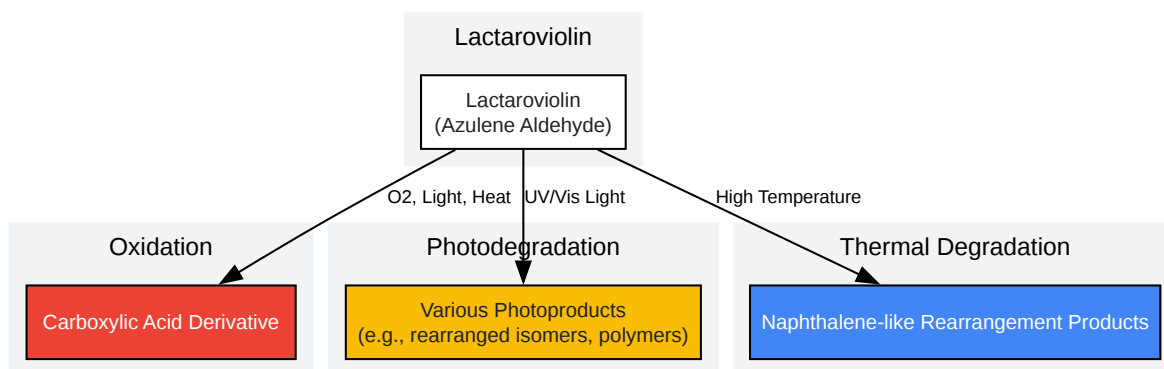 Lactaroviolin
Lactaroviolin
(Azulene Aldehyde)
O2, Light, Heat
UV/Vis Light
High Temperature
Oxidation
Photodegradation
Thermal Degradation
Carboxylic Acid Derivative
Various Photoproducts
(e.g., rearranged isomers, polymers)
Naphthalene-like Rearrangement Products